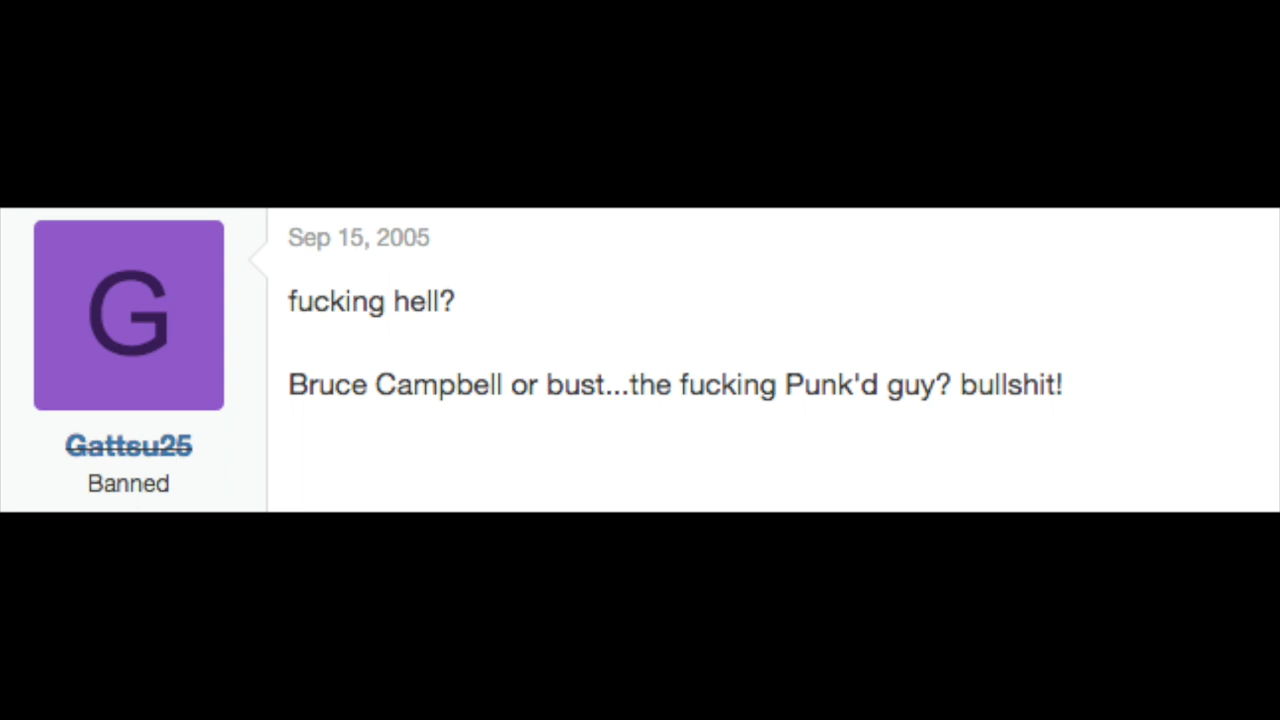 G
Gattsu25
Banned
Sep 15, 2005
fucking hell?
Bruce Campbell or bust...the fucking Punk'd guy? bullshit!